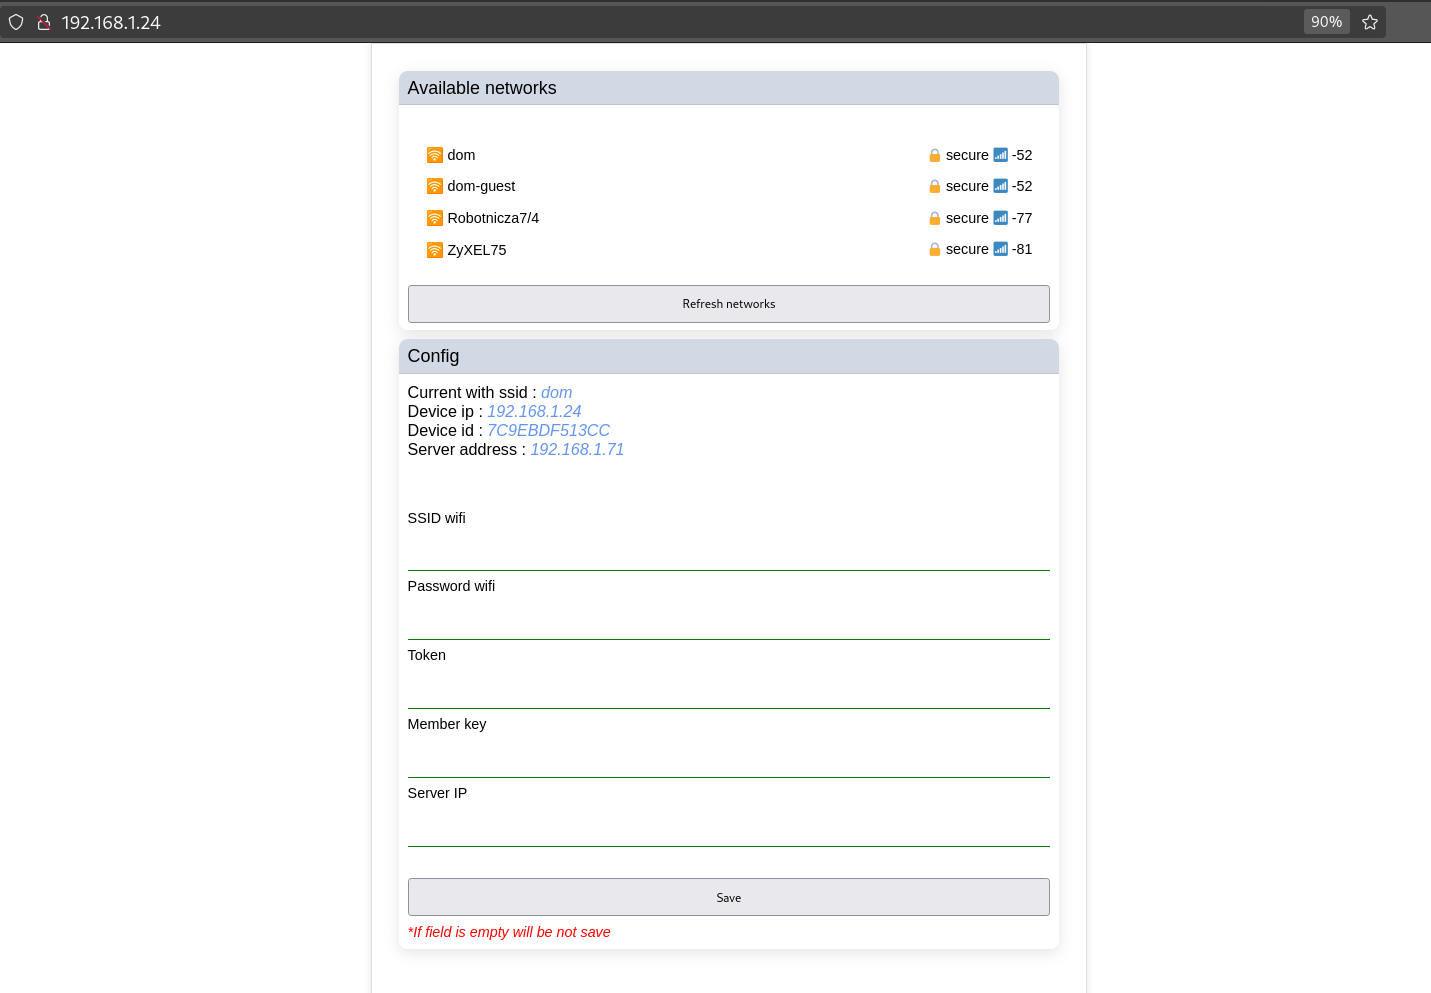 192.168.1.24 90%
Available networks
dom secure -52
dom-guest secure -52
Robotnicza7/4 secure -77
ZyXEL75 secure -81
Refresh networks
Config
Current with ssid : dom
Device ip : 192.168.1.24
Device id : 7C9EBDF513CC
Server address : 192.168.1.71
SSID wifi
Password wifi
Token
Member key
Server IP
Save
*If field is empty will be not save